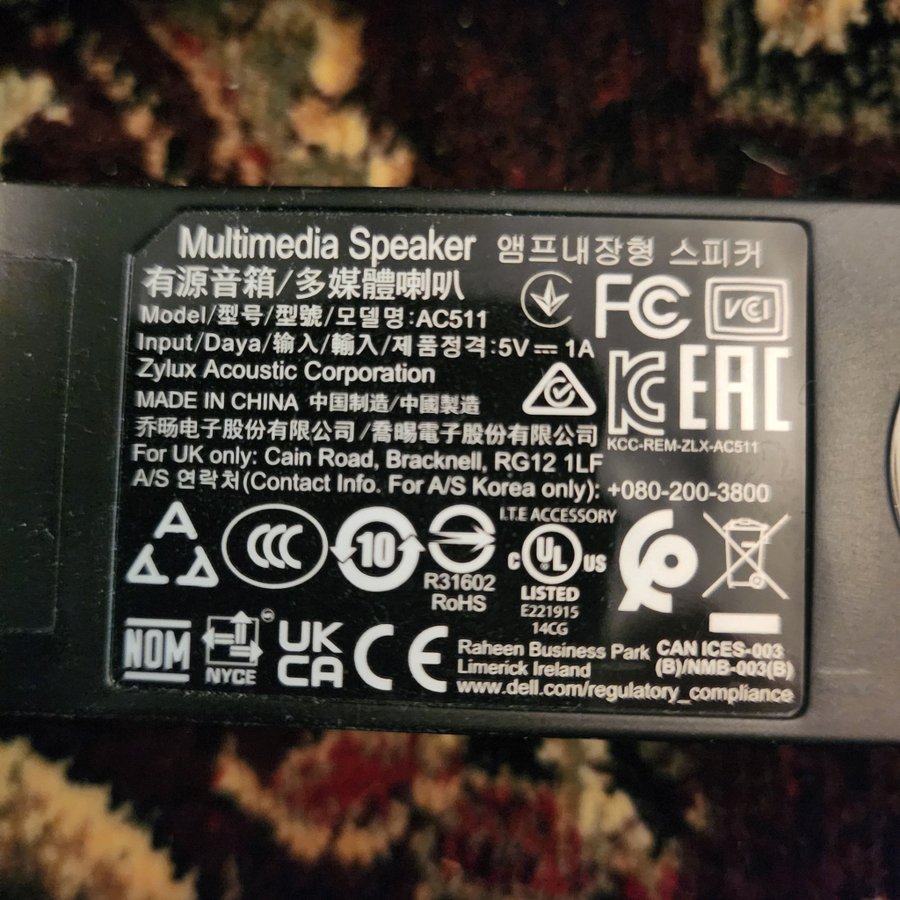 Multimedia Speaker 앰프내장형 스피커
有源音箱/多媒體喇叭
Model/型号/型號/모델명:AC511
Input/Daya/输入/輸入/제품정격:5V⎓1A
Zylux Acoustic Corporation
MADE IN CHINA 中国制造/中國製造
乔旸电子股份有限公司/喬暘電子股份有限公司
For UK only: Cain Road, Bracknell, RG12 1LF
A/S 연락처(Contact Info. For A/S Korea only): +080-200-3800
FC
VCCI
KC
EAC
KCC-REM-ZLX-AC511
A
CCC
10
R31602
RoHS
I.T.E ACCESSORY
c UL US
LISTED
E221915
14CG
NOM
NYCE
UK
CA
CE
Raheen Business Park
Limerick Ireland
www.dell.com/regulatory_compliance
CAN ICES-003
(B)/NMB-003(B)